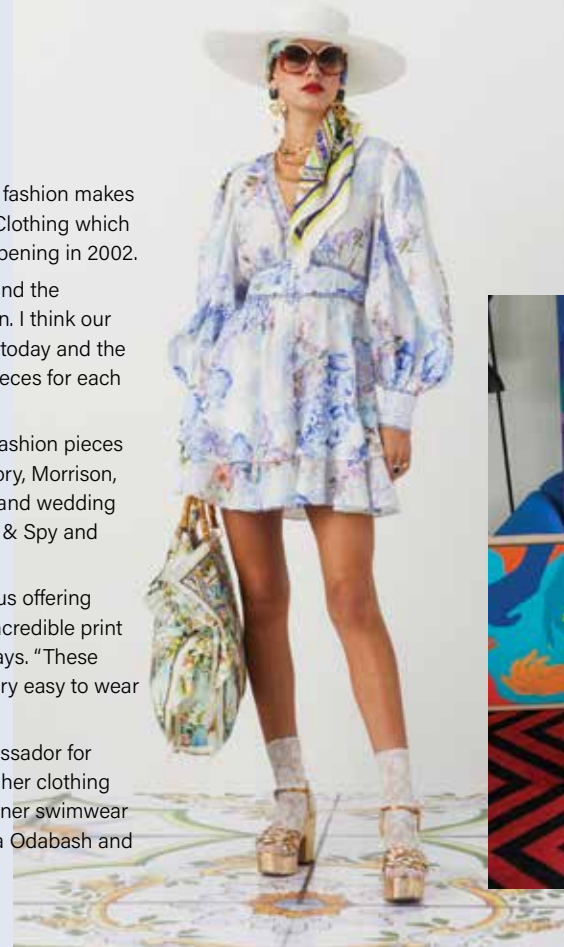 fashion makes
Clothing which
pening in 2002.
nd the
n. I think our
today and the
eces for each
ashion pieces
ory, Morrison,
and wedding
& Spy and
us offering
ncredible print
ays. “These
ry easy to wear
ssador for
her clothing
ner swimwear
a Odabash and